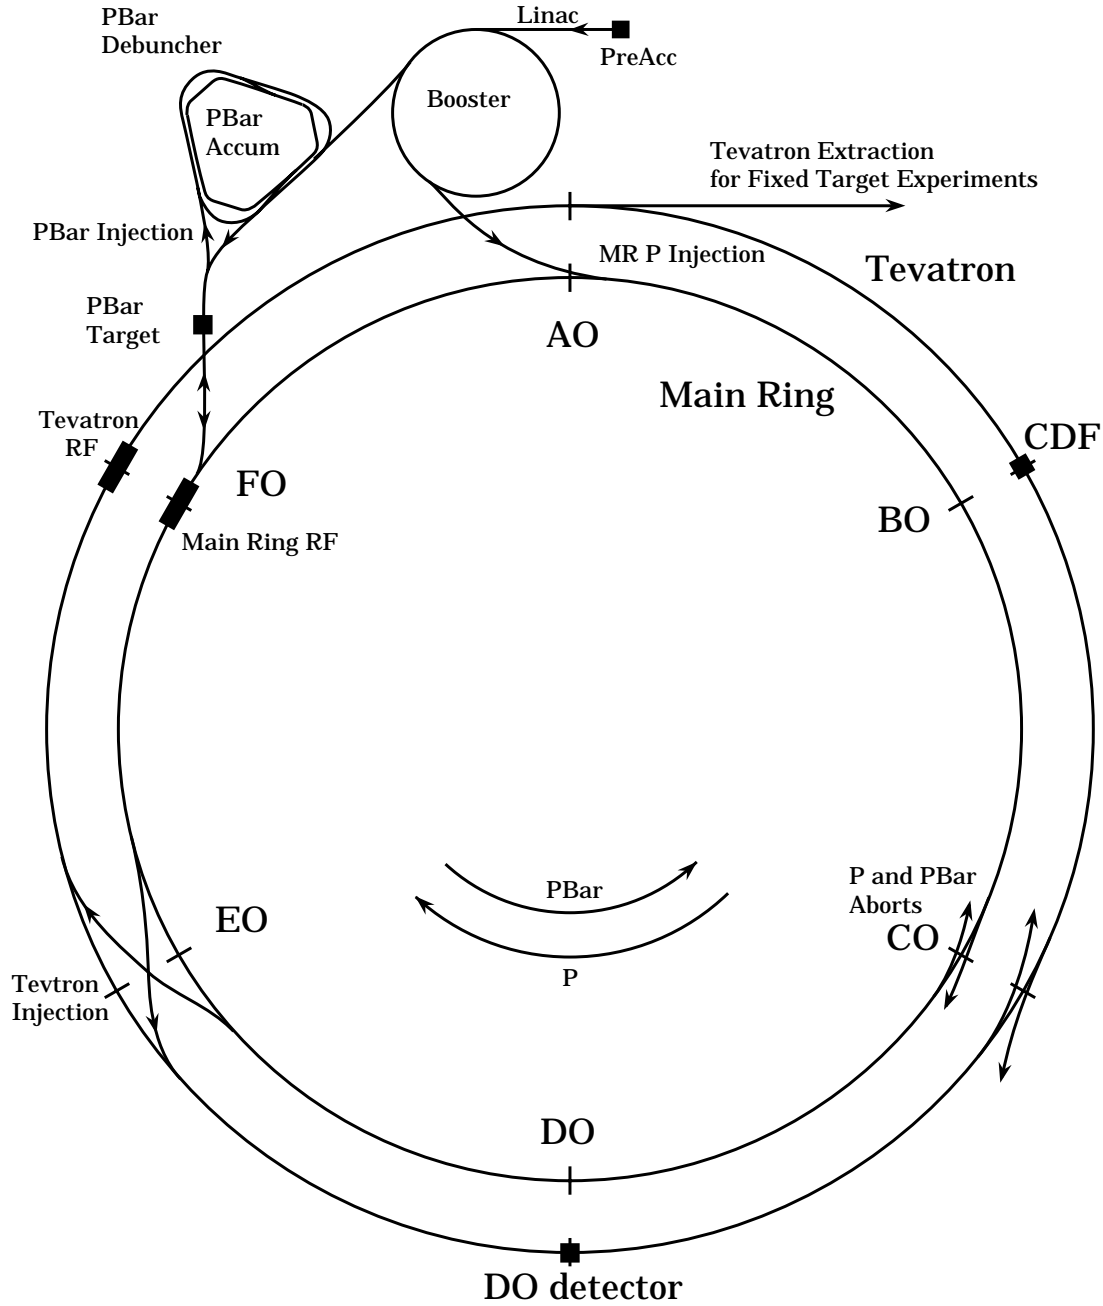 PBar
Debuncher
Linac
PreAcc
Booster
PBar
Accum
Tevatron Extraction
for Fixed Target Experiments
PBar Injection
MR P Injection
Tevatron
PBar
Target
AO
Main Ring
Tevatron
RF
CDF
FO
BO
Main Ring RF
P and PBar
Aborts
PBar
EO
CO
P
Tevtron
Injection
DO
DO detector